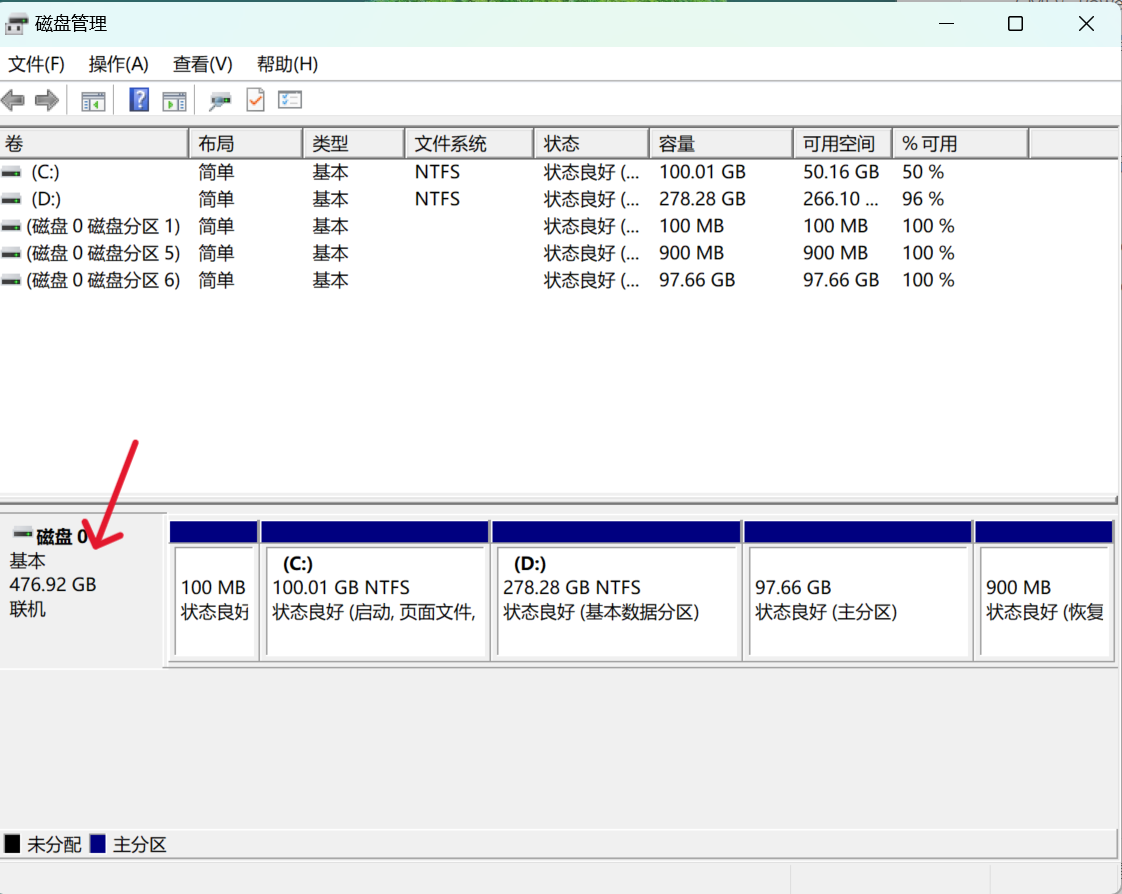 磁盘管理
文件(F) 操作(A) 查看(V) 帮助(H)
卷 布局 类型 文件系统 状态 容量 可用空间 % 可用
(C:) 简单 基本 NTFS 状态良好 (... 100.01 GB 50.16 GB 50 %
(D:) 简单 基本 NTFS 状态良好 (... 278.28 GB 266.10 ... 96 %
(磁盘 0 磁盘分区 1) 简单 基本 状态良好 (... 100 MB 100 MB 100 %
(磁盘 0 磁盘分区 5) 简单 基本 状态良好 (... 900 MB 900 MB 100 %
(磁盘 0 磁盘分区 6) 简单 基本 状态良好 (... 97.66 GB 97.66 GB 100 %
磁盘 0
基本
476.92 GB
联机
100 MB
状态良好
(C:)
100.01 GB NTFS
状态良好 (启动, 页面文件,
(D:)
278.28 GB NTFS
状态良好 (基本数据分区)
97.66 GB
状态良好 (主分区)
900 MB
状态良好 (恢复
未分配 主分区